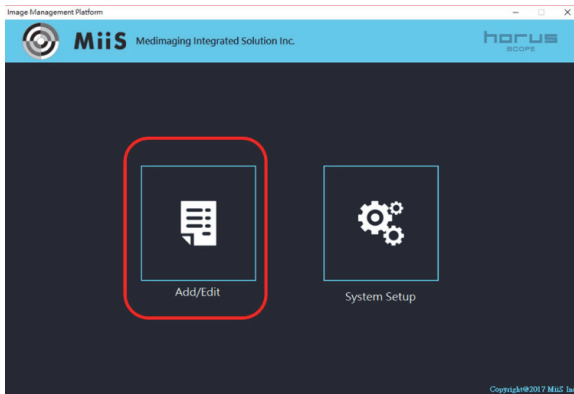 Image Management Platform
MiiS Medimaging Integrated Solution Inc.
horus
SCOPE
Add/Edit
System Setup
Copyright©2017 MiiS Inc